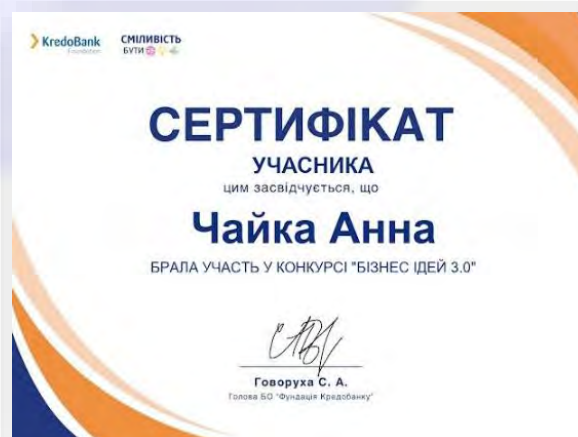 KredoBank
Foundation
СМІЛИВІСТЬ
БУТИ
СЕРТИФІКАТ
УЧАСНИКА
цим засвідчується, що
Чайка Анна
БРАЛА УЧАСТЬ У КОНКУРСІ "БІЗНЕС ІДЕЙ 3.0"
Говоруха С. А.
Голова БО "Фундація Кредобанку"